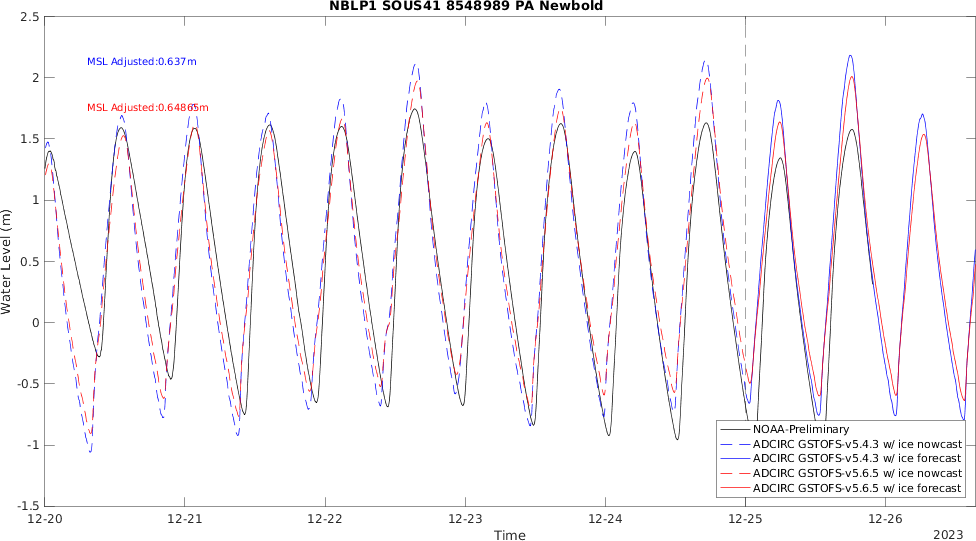 NBLP1 SOUS41 8548989 PA Newbold
2.5
2
1.5
1
0.5
0
-0.5
-1
-1.5
Water Level (m)
MSL Adjusted:0.637m
MSL Adjusted:0.64865m
NOAA-Preliminary
ADCIRC GSTOFS-v5.4.3 w/ ice nowcast
ADCIRC GSTOFS-v5.4.3 w/ ice forecast
ADCIRC GSTOFS-v5.6.5 w/ ice nowcast
ADCIRC GSTOFS-v5.6.5 w/ ice forecast
12-20
12-21
12-22
12-23
12-24
12-25
12-26
Time
2023